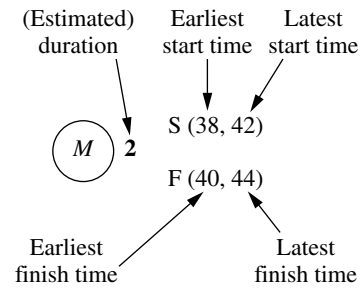 (Estimated)
duration
Earliest
start time
Latest
start time
M 2
S (38, 42)
F (40, 44)
Earliest
finish time
Latest
finish time